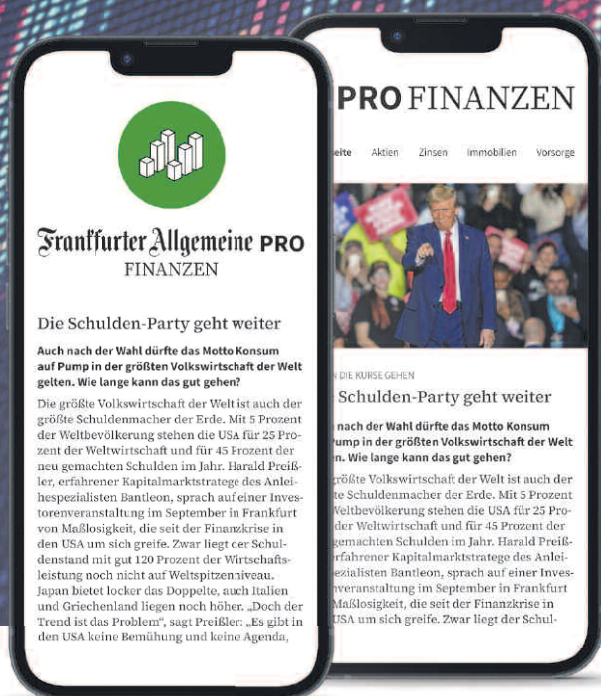 Frankfurter Allgemeine PRO
FINANZEN
Die Schulden-Party geht weiter
Auch nach der Wahl dürfte das Motto Konsum
auf Pump in der größten Volkswirtschaft der Welt
gelten. Wie lange kann das gut gehen?
Die größte Volkswirtschaft der Welt ist auch der
größte Schuldenmacher der Erde. Mit 5 Prozent
der Weltbevölkerung stehen die USA für 25 Pro-
zent der Weltwirtschaft und für 45 Prozent der
neu gemachten Schulden im Jahr. Harald Preiß-
ler, erfahrener Kapitalmarktstratege des Anlei-
hespezialisten Bantleon, sprach auf einer Inves-
torenveranstaltung im September in Frankfurt
von Maßlosigkeit, die seit der Finanzkrise in
den USA um sich greife. Zwar liegt cer Schul-
denstand mit gut 120 Prozent der Wirtschafts-
leistung noch nicht auf Weltspitzenniveau.
Japan bietet locker das Doppelte, auch Italien
und Griechenland liegen noch höher. „Doch der
Trend ist das Problem“, sagt Preißler: „Es gibt in
den USA keine Bemühung und keine Agenda,
PRO FINANZEN
seite Aktien Zinsen Immobilien Vorsorge
N DIE KURSE GEHEN
Schulden-Party geht weiter
nach der Wahl dürfte das Motto Konsum
Pump in der größten Volkswirtschaft der Welt
en. Wie lange kann das gut gehen?
größte Volkswirtschaft der Welt ist auch der
te Schuldenmacher der Erde. Mit 5 Prozent
Weltbevölkerung stehen die USA für 25 Pro-
der Weltwirtschaft und für 45 Prozent der
gemachten Schulden im Jahr. Harald Preiß-
erfahrener Kapitalmarktstratege des Anlei-
ezialisten Bantleon, sprach auf einer Inves-
nveranstaltung im September in Frankfurt
Maßlosigkeit, die seit der Finanzkrise in
USA um sich greife. Zwar liegt der Schul-